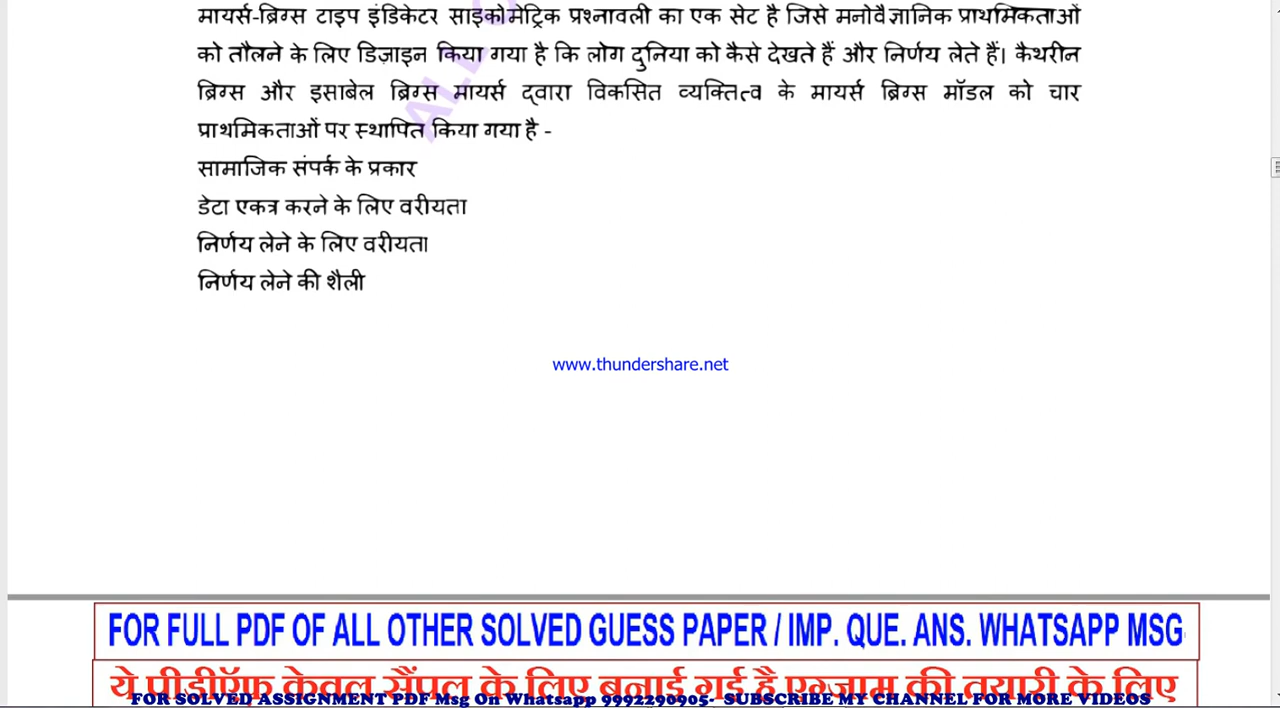 मायर्स-ब्रिग्स टाइप इंडिकेटर साइकोमेट्रिक प्रश्नावली का एक सेट है जिसे मनोवैज्ञानिक प्राथमिकताओं
को तौलने के लिए डिज़ाइन किया गया है कि लोग दुनिया को कैसे देखते हैं और निर्णय लेते हैं। कैथरीन
ब्रिग्स और इसाबेल ब्रिग्स मायर्स द्वारा विकसित व्यक्तित्व के मायर्स ब्रिग्स मॉडल को चार
प्राथमिकताओं पर स्थापित किया गया है -
सामाजिक संपर्क के प्रकार
डेटा एकत्र करने के लिए वरीयता
निर्णय लेने के लिए वरीयता
निर्णय लेने की शैली
www.thundershare.net
FOR FULL PDF OF ALL OTHER SOLVED GUESS PAPER / IMP. QUE. ANS. WHATSAPP MSG
ये पीडीऍफ़ केवल सैंपल के लिए बनाई गई है एग्जाम की तयारी के लिए
FOR SOLVED ASSIGNMENT PDF Msg On Whatsapp 9992290905- SUBSCRIBE MY CHANNEL FOR MORE VIDEOS